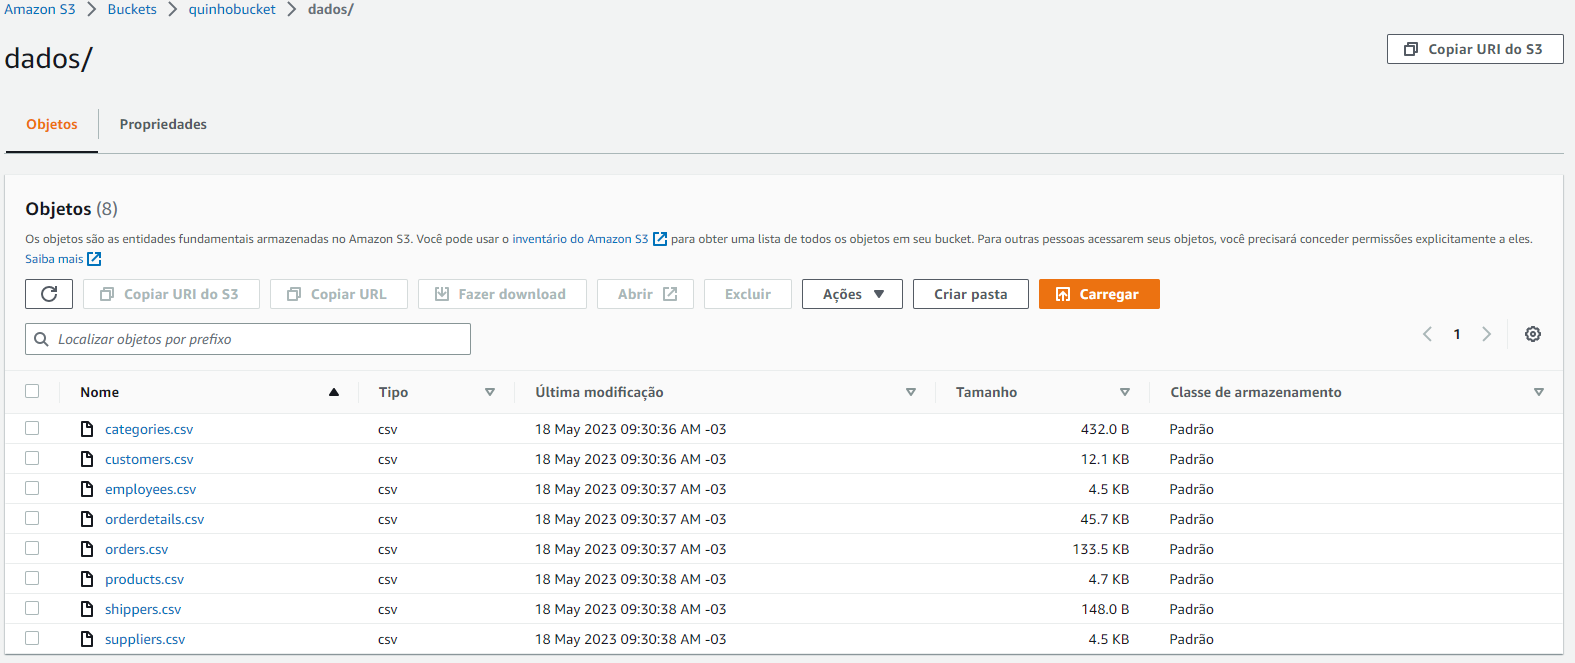 Amazon S3 > Buckets > quinhobucket > dados/
dados/
Copiar URI do S3
Objetos Propriedades
Objetos (8)
Os objetos são as entidades fundamentais armazenadas no Amazon S3. Você pode usar o inventário do Amazon S3 para obter uma lista de todos os objetos em seu bucket. Para outras pessoas acessarem seus objetos, você precisará conceder permissões explicitamente a eles.
Saiba mais
Copiar URI do S3 Copiar URL Fazer download Abrir Excluir Ações Criar pasta Carregar
Localizar objetos por prefixo
1
Nome Tipo Última modificação Tamanho Classe de armazenamento
categories.csv csv 18 May 2023 09:30:36 AM -03 432.0 B Padrão
customers.csv csv 18 May 2023 09:30:36 AM -03 12.1 KB Padrão
employees.csv csv 18 May 2023 09:30:37 AM -03 4.5 KB Padrão
orderdetails.csv csv 18 May 2023 09:30:37 AM -03 45.7 KB Padrão
orders.csv csv 18 May 2023 09:30:37 AM -03 133.5 KB Padrão
products.csv csv 18 May 2023 09:30:38 AM -03 4.7 KB Padrão
shippers.csv csv 18 May 2023 09:30:38 AM -03 148.0 B Padrão
suppliers.csv csv 18 May 2023 09:30:38 AM -03 4.5 KB Padrão